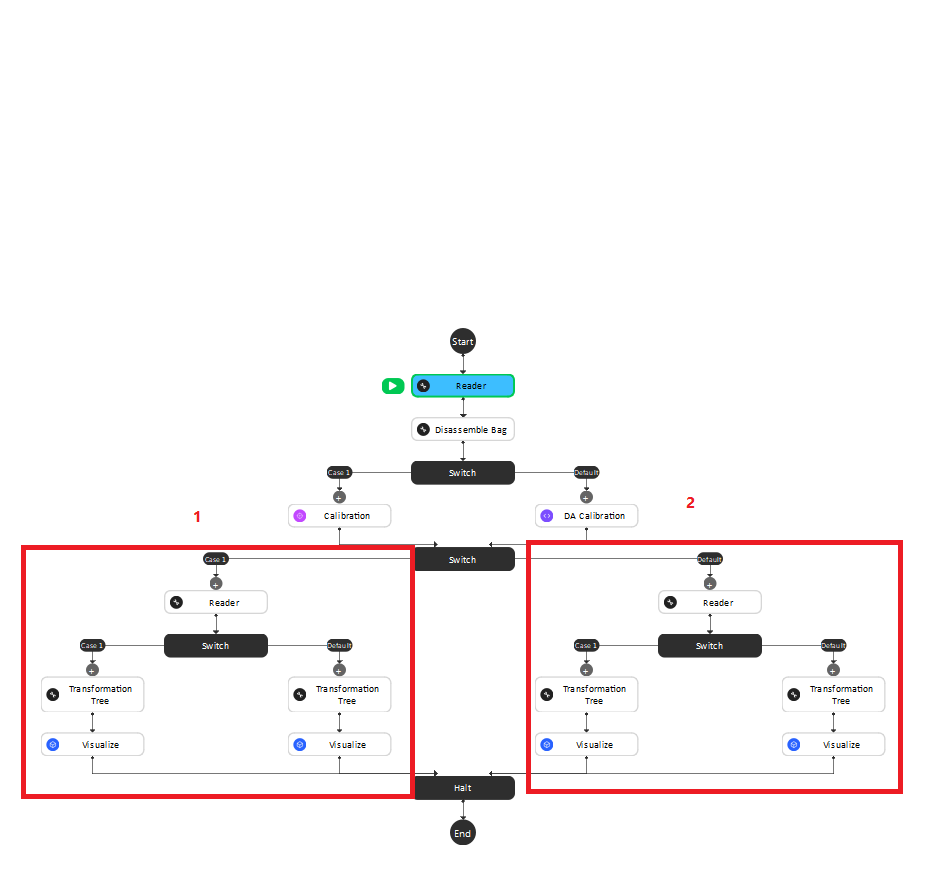 Start
Reader
Disassemble Bag
Case 1
Switch
Default
+
+
Calibration
DA Calibration
1
2
Case 1
Switch
Default
+
+
Reader
Reader
Case 1
Switch
Default
Case 1
Switch
Default
+
+
+
+
Transformation
Tree
Transformation
Tree
Transformation
Tree
Transformation
Tree
Visualize
Visualize
Visualize
Visualize
Halt
End